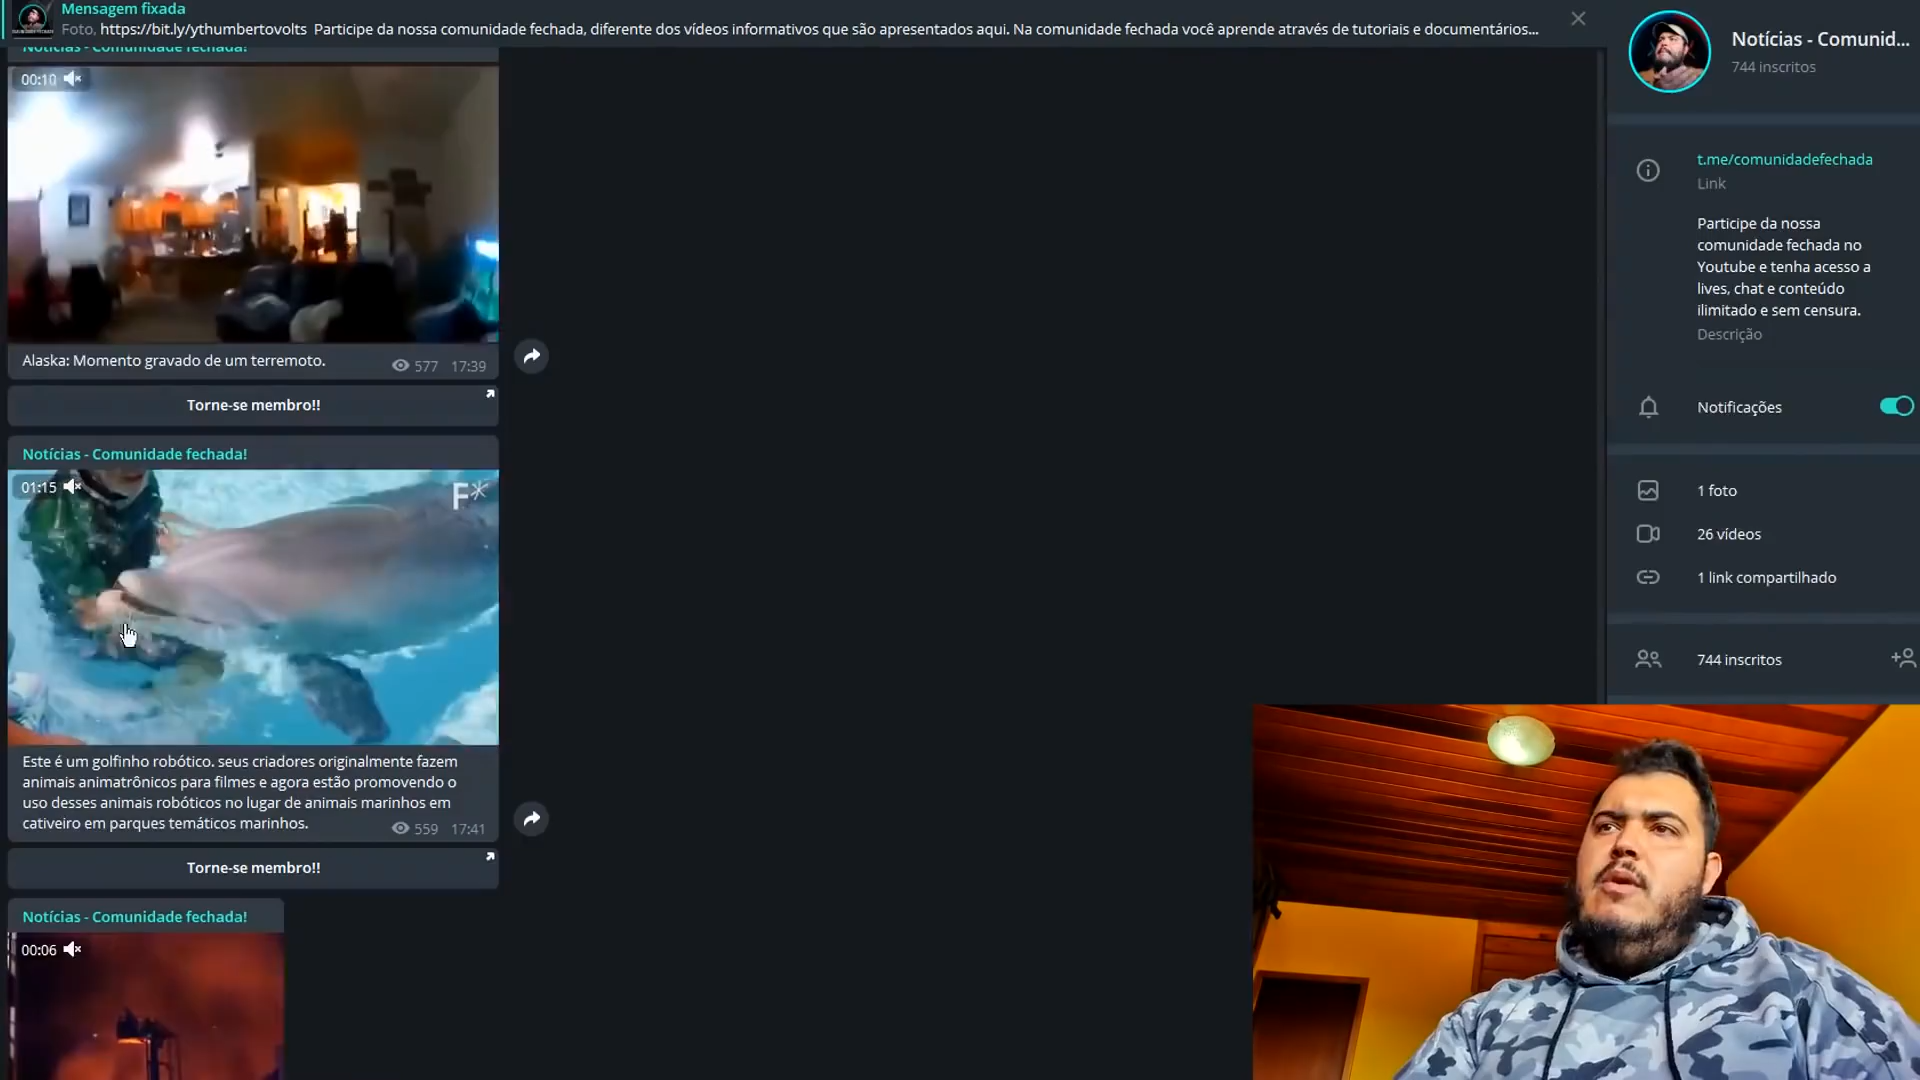 Mensagem fixada
Foto, https://bit.ly/ythumbertovolts Participe da nossa comunidade fechada, diferente dos vídeos informativos que são apresentados aqui. Na comunidade fechada você aprende através de tutoriais e documentários...
Notícias - Comunidade fechada!
00:10
Alaska: Momento gravado de um terremoto.
577 17:39
Torne-se membro!!
Notícias - Comunidade fechada!
01:15
F*
Este é um golfinho robótico. seus criadores originalmente fazem
animais animatrônicos para filmes e agora estão promovendo o
uso desses animais robóticos no lugar de animais marinhos em
cativeiro em parques temáticos marinhos.
559 17:41
Torne-se membro!!
Notícias - Comunidade fechada!
00:06
Notícias - Comunid...
744 inscritos
t.me/comunidadefechada
Link
Participe da nossa
comunidade fechada no
Youtube e tenha acesso a
lives, chat e conteúdo
ilimitado e sem censura.
Descrição
Notificações
1 foto
26 vídeos
1 link compartilhado
744 inscritos